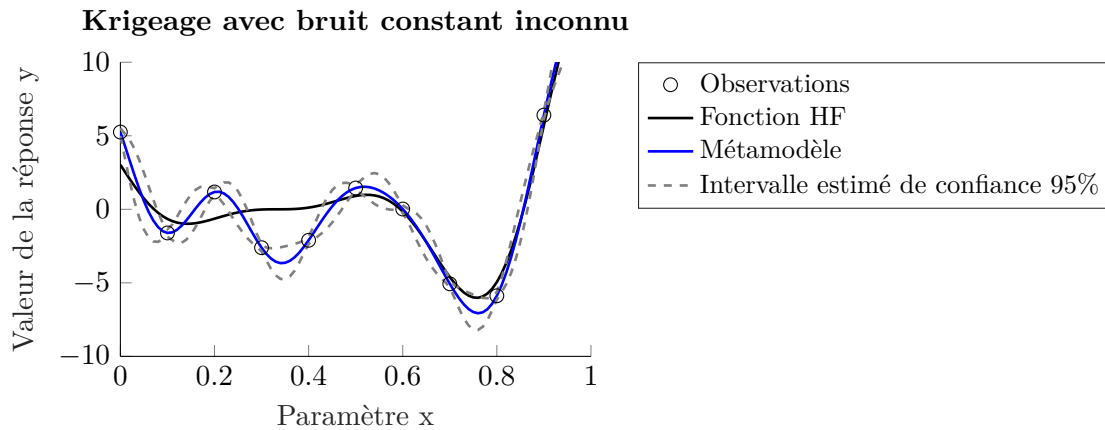 Krigeage avec bruit constant inconnu
10
5
0
−5
−10
0
0.2
0.4
0.6
0.8
1
Paramètre x
Valeur de la réponse y
Observations
Fonction HF
Métamodèle
Intervalle estimé de confiance 95%